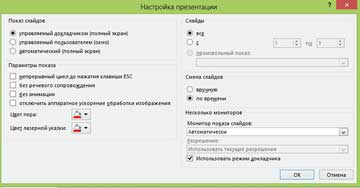 Настройка презентации
Показ слайдов
управляемый докладчиком (полный экран)
управляемый пользователем (окно)
автоматический (полный экран)
Параметры показа
непрерывный цикл до нажатия клавиши ESC
без речевого сопровождения
без анимации
отключить аппаратное ускорение обработки изображения
Цвет пера:
Цвет лазерной указки:
Слайды
все
с 1 по 1
произвольный показ:
Смена слайдов
вручную
по времени
Несколько мониторов
Монитор показа слайдов:
Автоматически
Разрешение
Использовать текущее разрешение
Использовать режим докладчика
ОК
Отмена